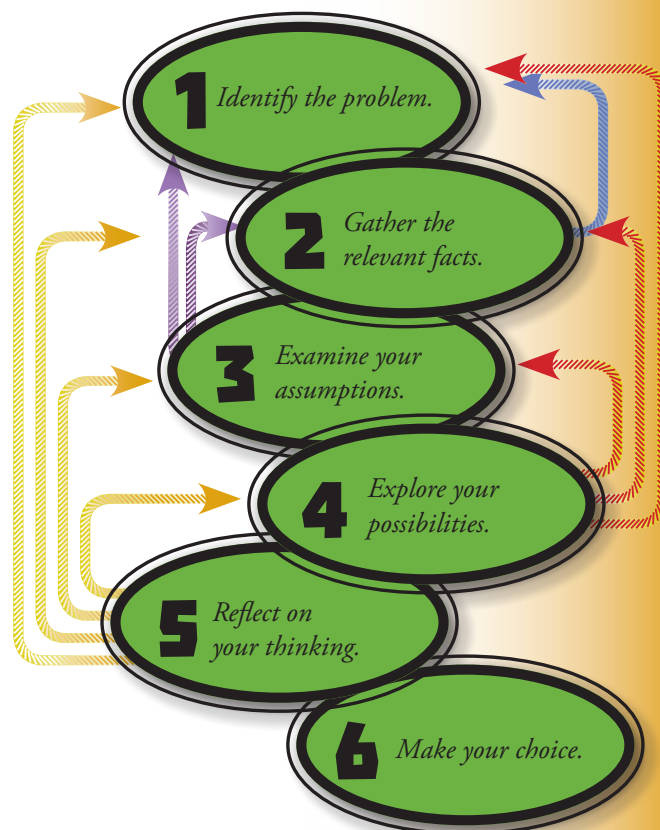 1 Identify the problem.
2 Gather the
relevant facts.
3 Examine your
assumptions.
4 Explore your
possibilities.
5 Reflect on
your thinking.
6 Make your choice.